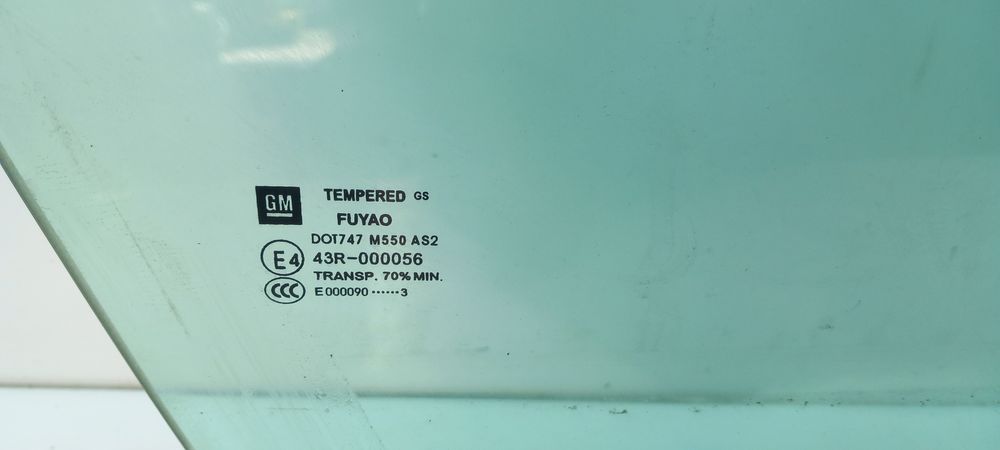 GM TEMPERED GS
FUYAO
DOT747 M550 AS2
E4 43R-000056
TRANSP. 70% MIN.
CCC E000090 ······3